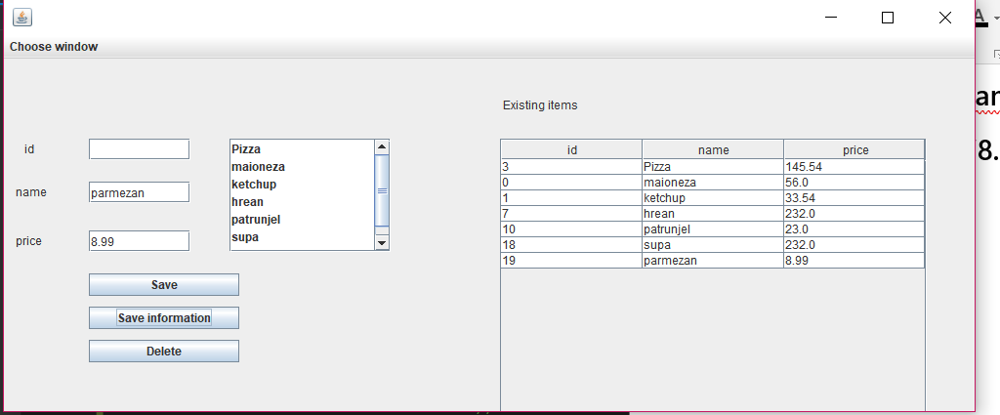 Choose window
Existing items
id
name parmezan
price 8.99
Pizza
maioneza
ketchup
hrean
patrunjel
supa
Save
Save information
Delete
id name price
3 Pizza 145.54
0 maioneza 56.0
1 ketchup 33.54
7 hrean 232.0
10 patrunjel 23.0
18 supa 232.0
19 parmezan 8.99
A
ar
8.